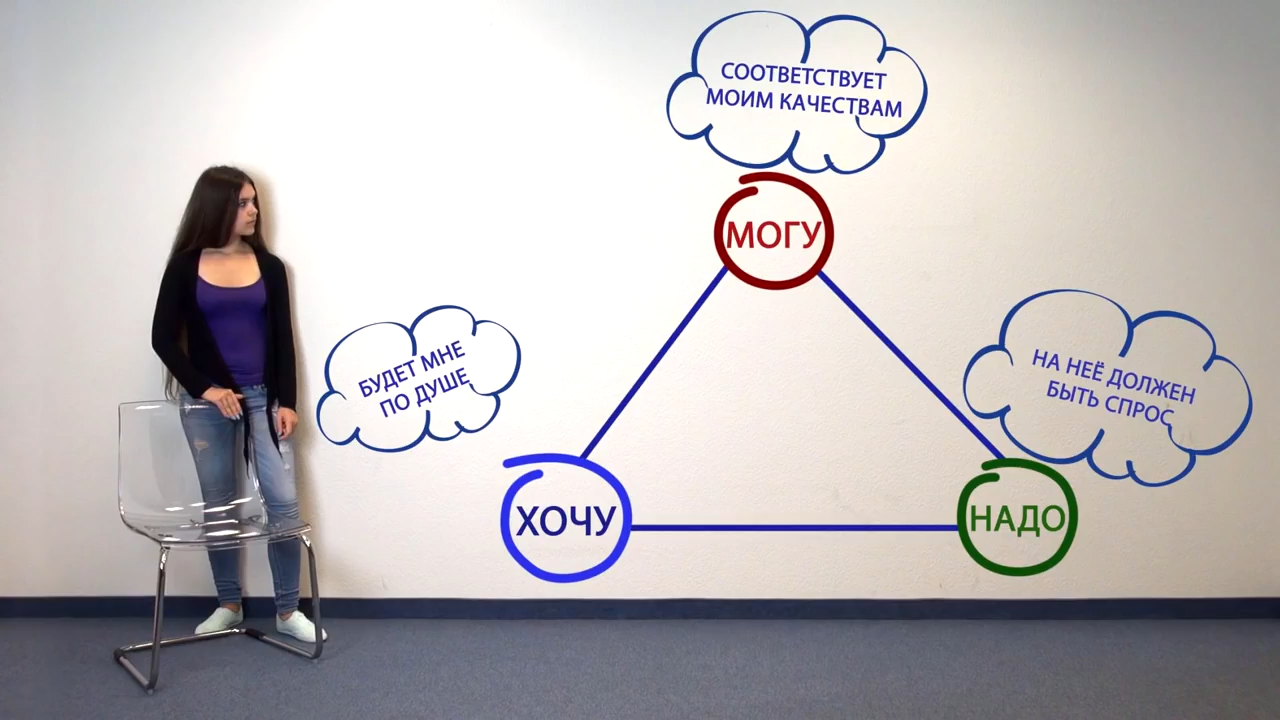 СООТВЕТСТВУЕТ
МОИМ КАЧЕСТВАМ
МОГУ
БУДЕТ МНЕ
ПО ДУШЕ
НА НЕЁ ДОЛЖЕН
БЫТЬ СПРОС
ХОЧУ
НАДО